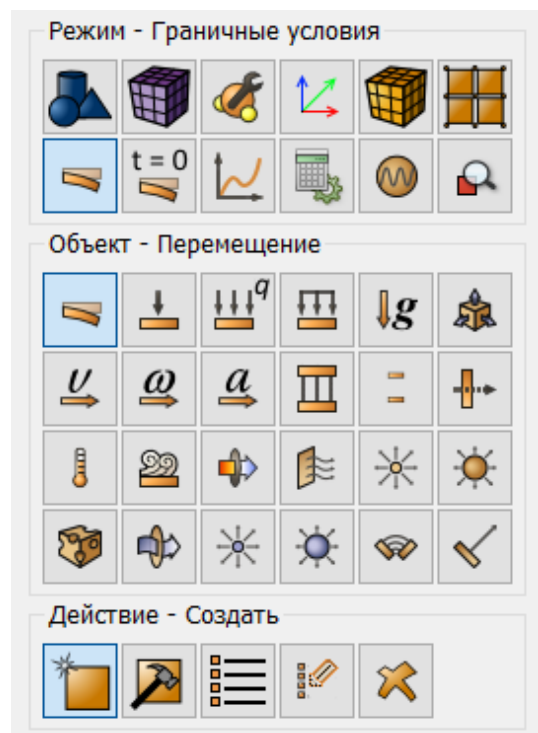 Режим - Граничные условия
t = 0
Объект - Перемещение
q
g
υ ω a
Действие - Создать